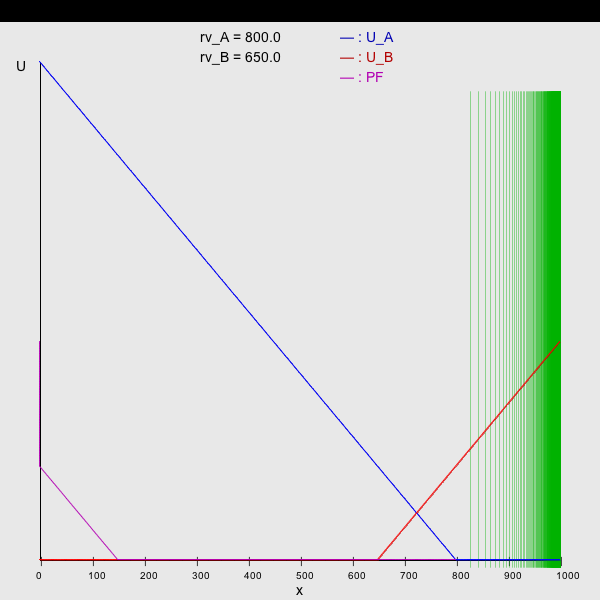 rv_A = 800.0 — : U_A
rv_B = 650.0 — : U_B
— : PF
U
0 100 200 300 400 500 600 700 800 900 1000
x